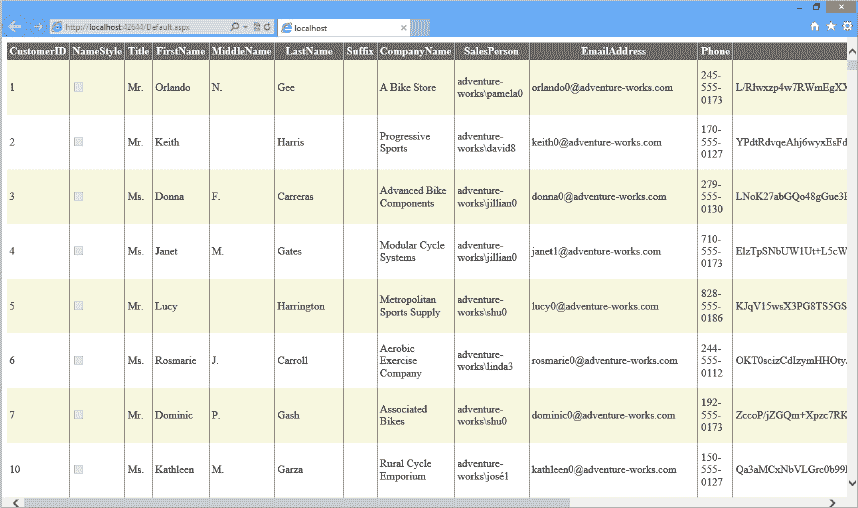 http://localhost:42644/Default.aspx
localhost
CustomerID NameStyle Title FirstName MiddleName LastName Suffix CompanyName SalesPerson EmailAddress Phone
1 Mr. Orlando N. Gee A Bike Store adventure-works\pamela0 orlando0@adventure-works.com 245-555-0173
2 Mr. Keith Harris Progressive Sports adventure-works\david8 keith0@adventure-works.com 170-555-0127
3 Ms. Donna F. Carreras Advanced Bike Components adventure-works\jillian0 donna0@adventure-works.com 279-555-0130
4 Ms. Janet M. Gates Modular Cycle Systems adventure-works\jillian0 janet1@adventure-works.com 710-555-0173
5 Mr. Lucy Harrington Metropolitan Sports Supply adventure-works\shu0 lucy0@adventure-works.com 828-555-0186
6 Ms. Rosmarie J. Carroll Aerobic Exercise Company adventure-works\linda3 rosmarie0@adventure-works.com 244-555-0112
7 Mr. Dominic P. Gash Associated Bikes adventure-works\shu0 dominic0@adventure-works.com 192-555-0173
10 Ms. Kathleen M. Garza Rural Cycle Emporium adventure-works\josé1 kathleen0@adventure-works.com 150-555-0127